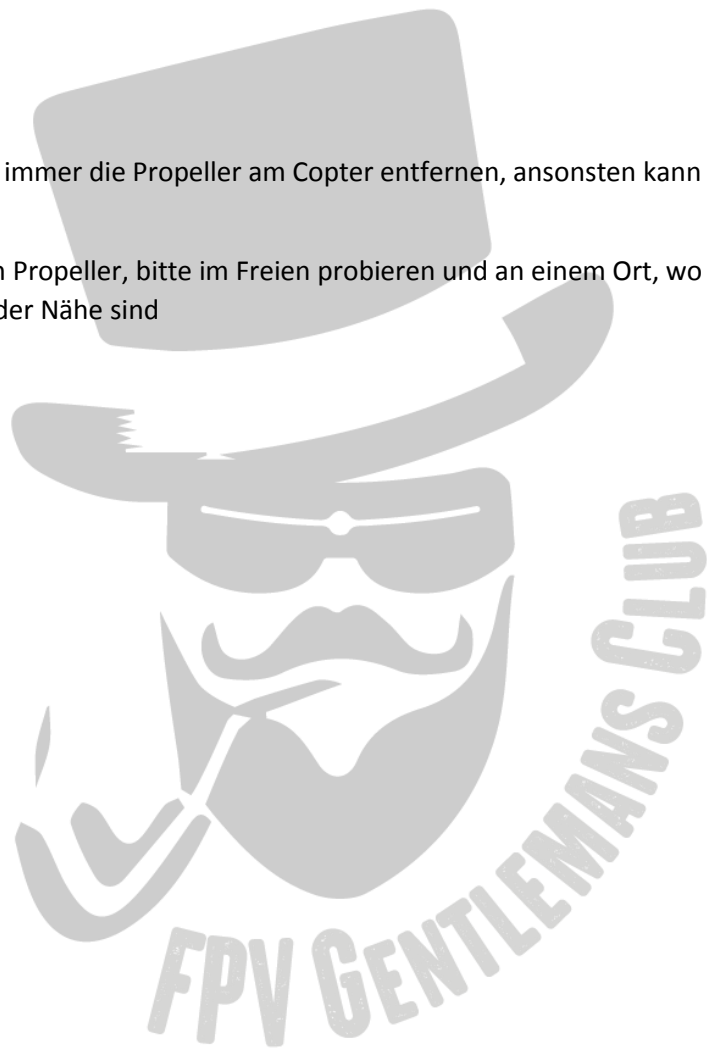 immer die Propeller am Copter entfernen, ansonsten kann
Propeller, bitte im Freien probieren und an einem Ort, wo
der Nähe sind
FPV GENTLEMANS CLUB